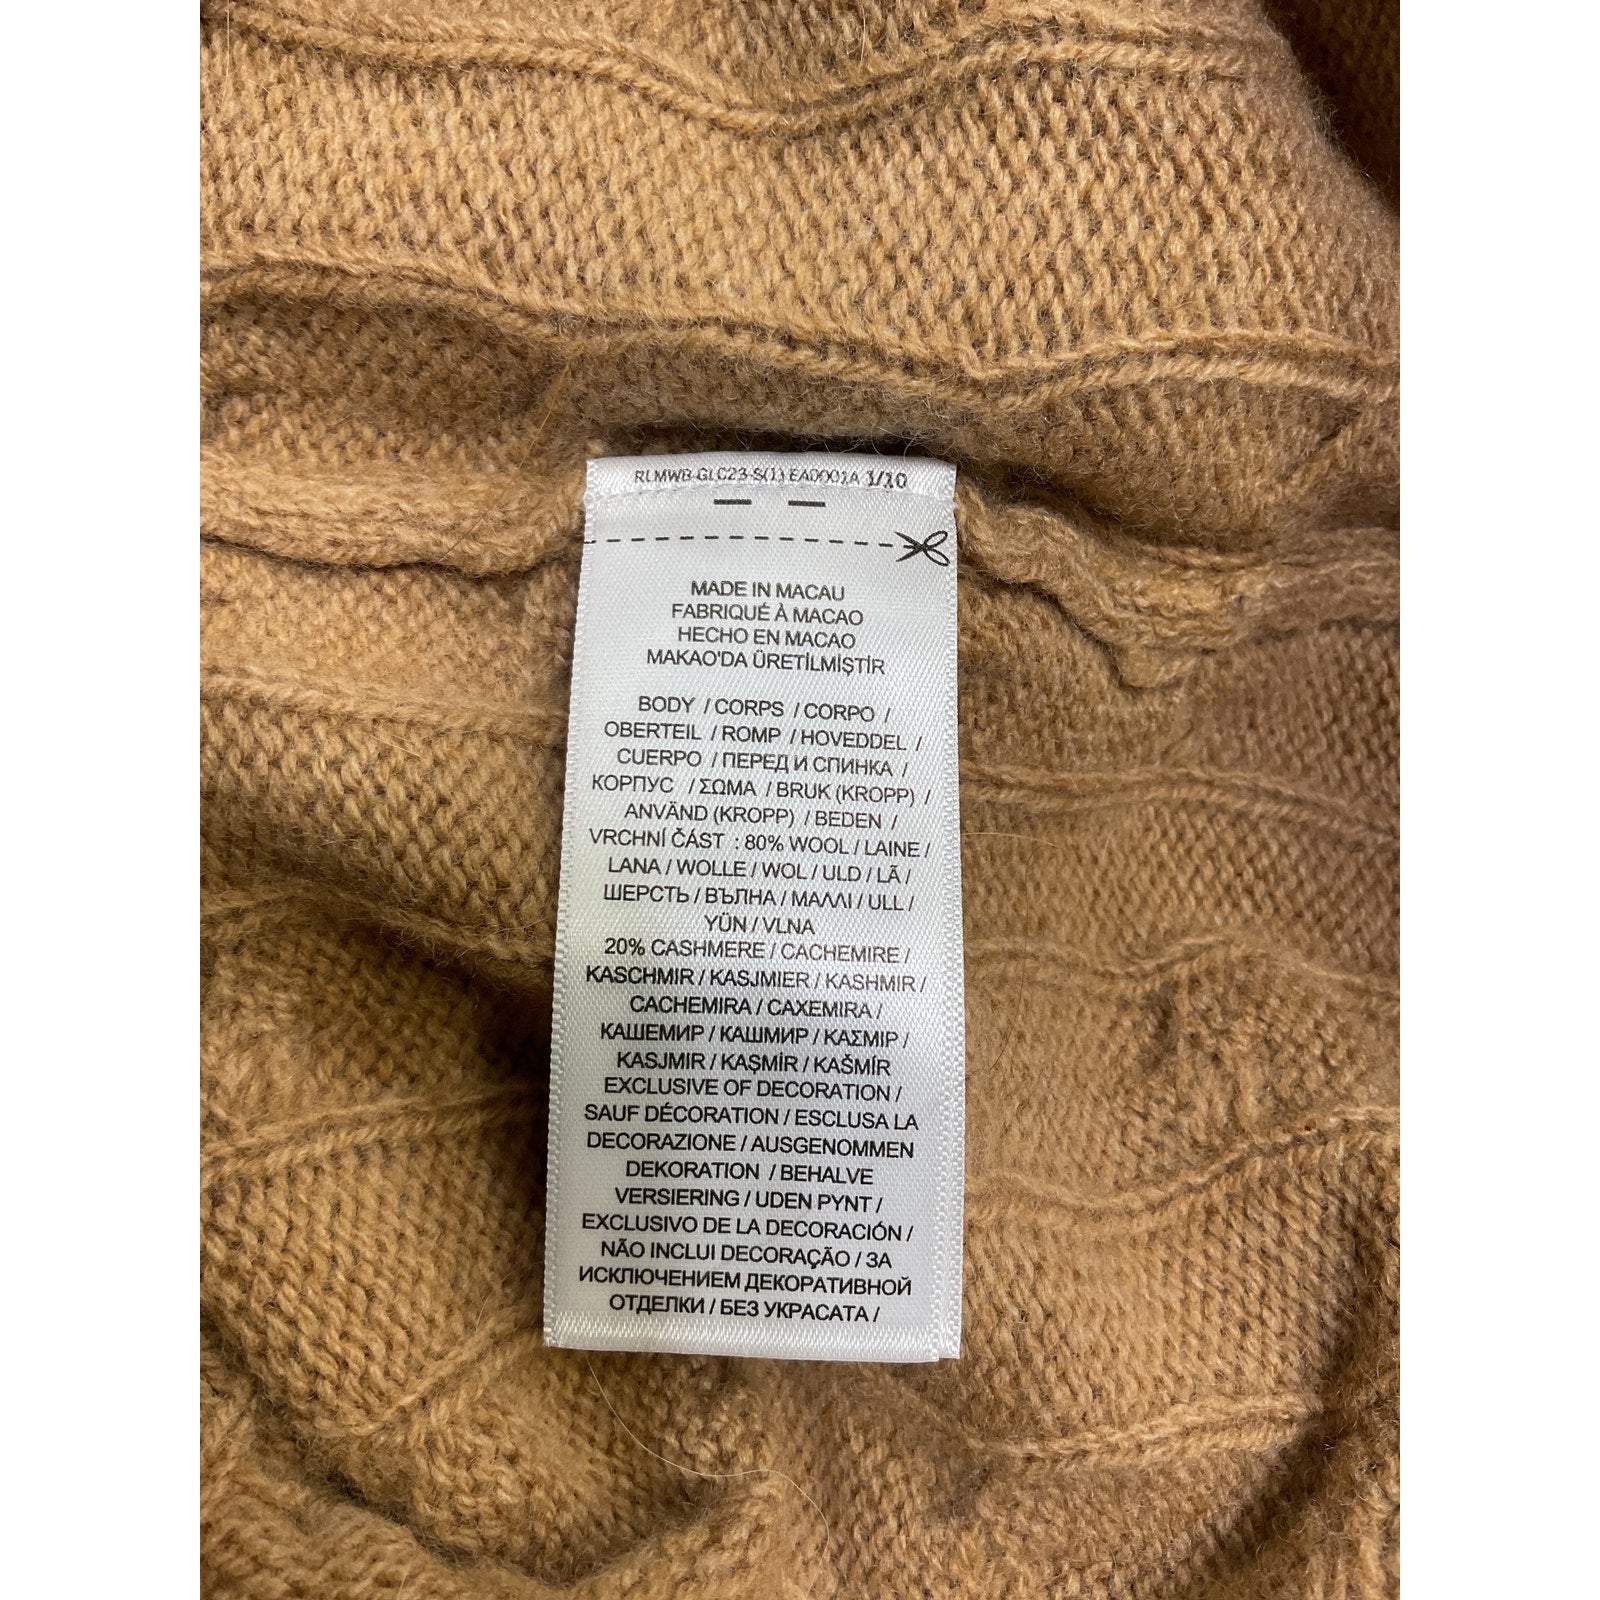 RLMWB-GLC23-S(1) EA0001A 1/10
MADE IN MACAU
FABRIQUÉ À MACAO
HECHO EN MACAO
MAKAO'DA ÜRETİLMİŞTİR
BODY / CORPS / CORPO /
OBERTEIL / ROMP / HOVEDDEL /
CUERPO / ПЕРЕД И СПИНКА /
КОРПУС / ΣΩΜΑ / BRUK (KROPP) /
ANVÄND (KROPP) / BEDEN /
VRCHNÍ ČÁST : 80% WOOL / LAINE /
LANA / WOLLE / WOL / ULD / LÃ /
ШЕРСТЬ / ВЪЛНА / ΜΑΛΛΙ / ULL /
YÜN / VLNA
20% CASHMERE / CACHEMIRE /
KASCHMIR / KASJMIER / KASHMIR /
CACHEMIRA / CAXEMIRA /
КАШЕМИР / КАШМИР / ΚΑΣΜΙΡ /
KASJMIR / KAŞMİR / KAŠMÍR
EXCLUSIVE OF DECORATION /
SAUF DÉCORATION / ESCLUSA LA
DECORAZIONE / AUSGENOMMEN
DEKORATION / BEHALVE
VERSIERING / UDEN PYNT /
EXCLUSIVO DE LA DECORACIÓN /
NÃO INCLUI DECORAÇÃO / ЗА
ИСКЛЮЧЕНИЕМ ДЕКОРАТИВНОЙ
ОТДЕЛКИ / БЕЗ УКРАСАТА /